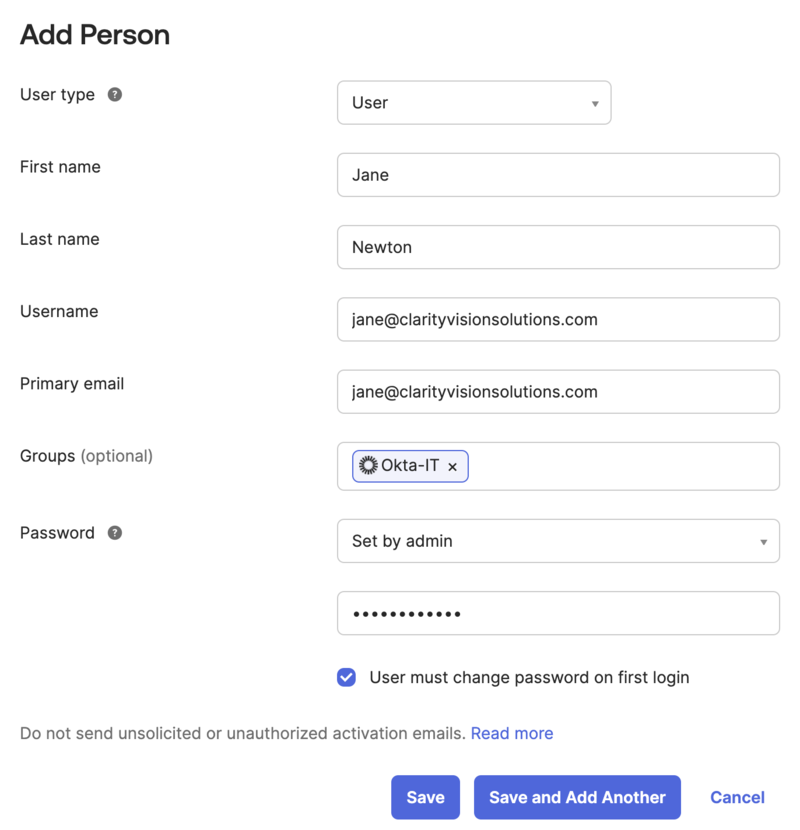 Add Person
User type ?
User
First name
Jane
Last name
Newton
Username
jane@clarityvisionsolutions.com
Primary email
jane@clarityvisionsolutions.com
Groups (optional)
Okta-IT ×
Password ?
Set by admin
••••••••••••
User must change password on first login
Do not send unsolicited or unauthorized activation emails. Read more
Save Save and Add Another Cancel